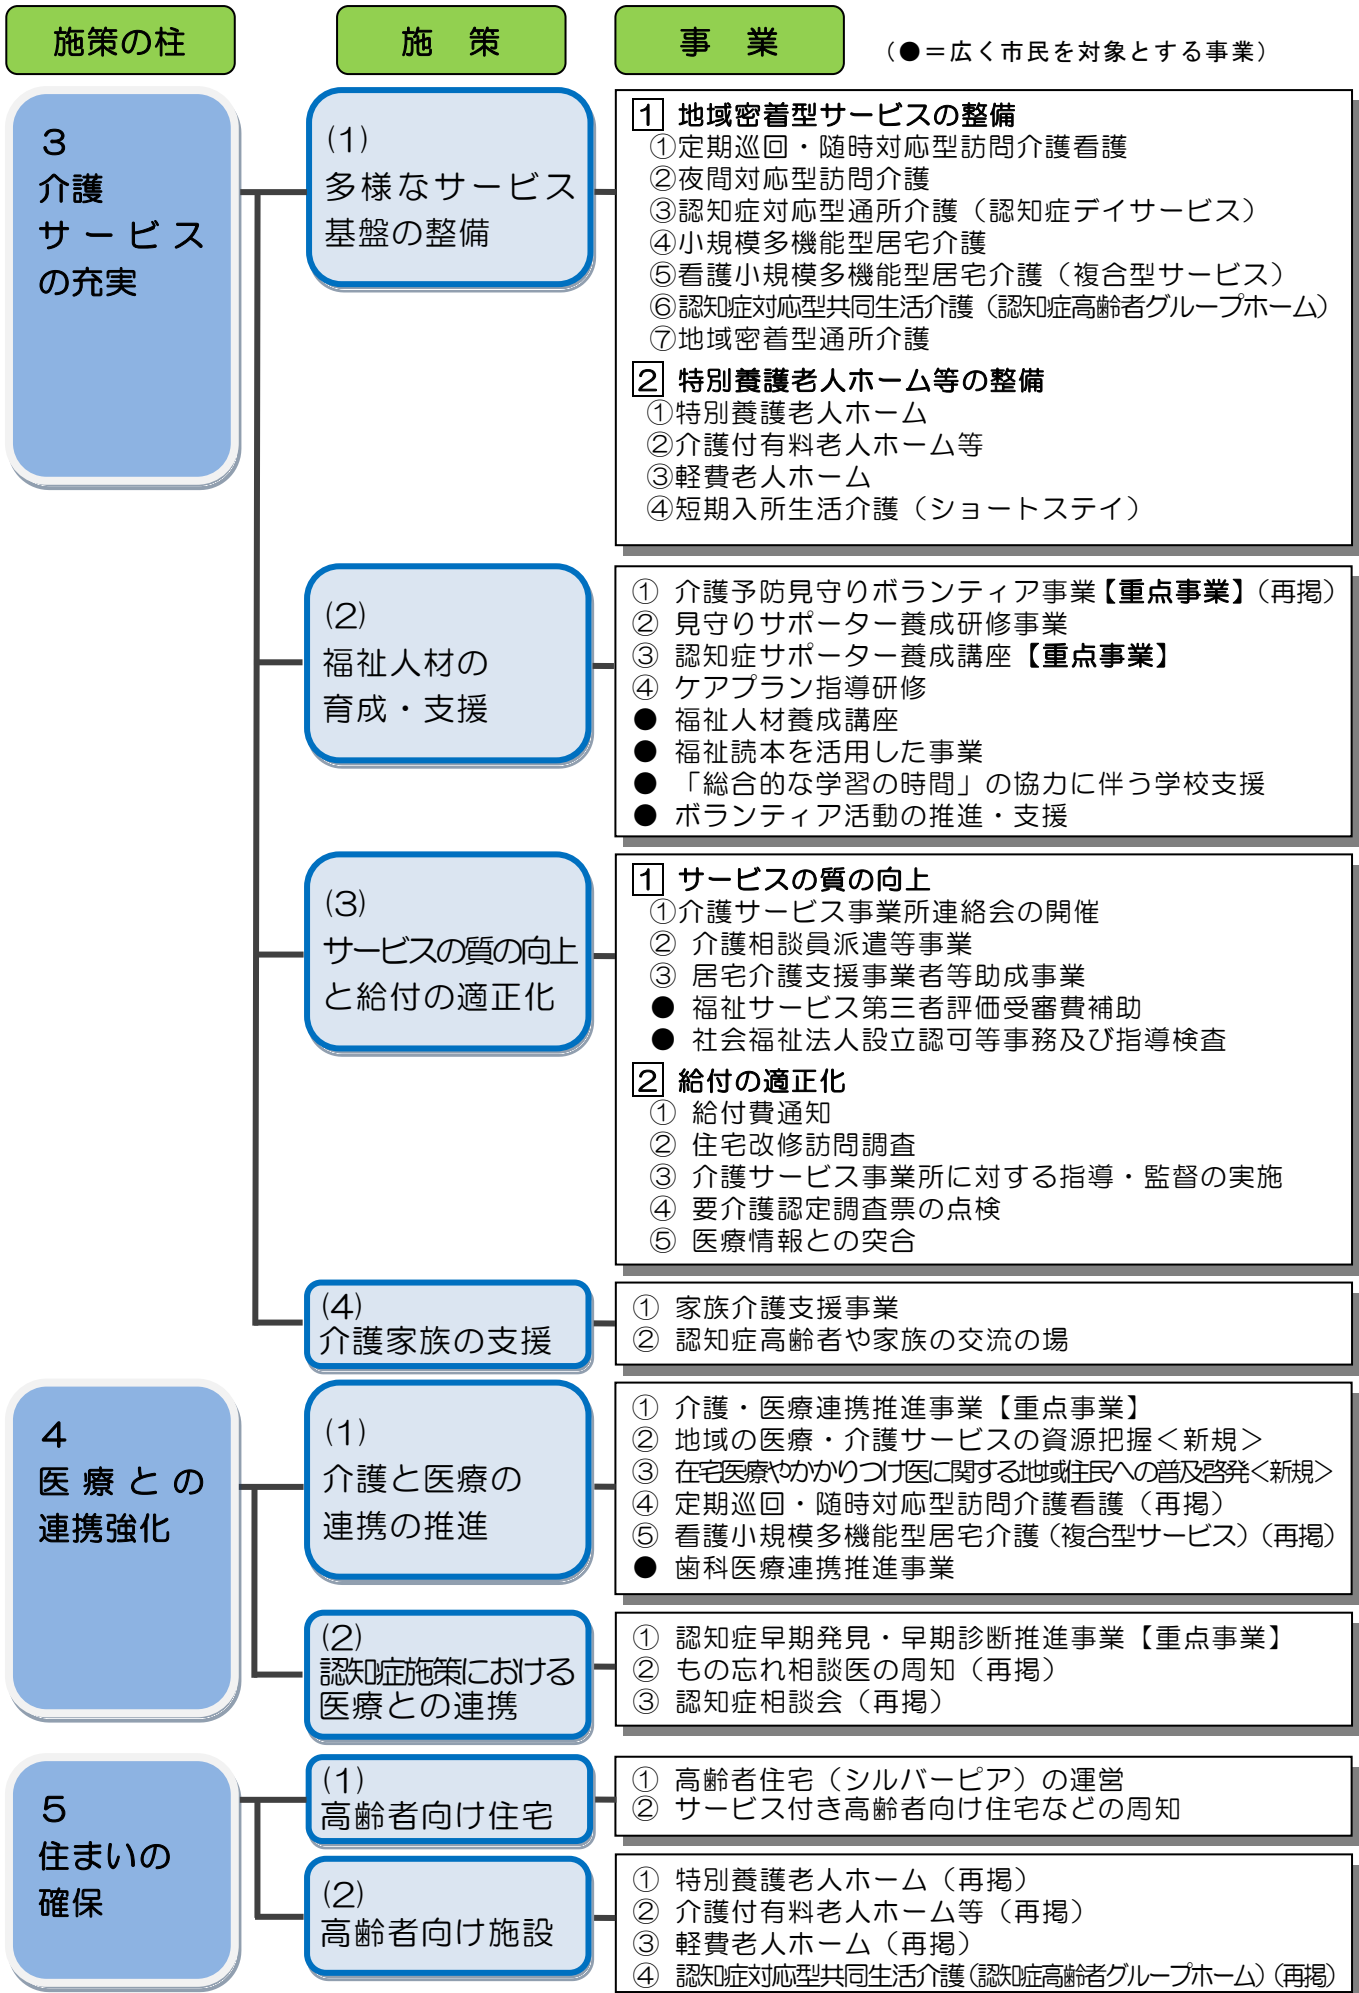 施策の柱
施　策
事　業
（●＝広く市民を対象とする事業）
3
介護
サービス
の充実
(1)
多様なサービス
基盤の整備
1 地域密着型サービスの整備
①定期巡回・随時対応型訪問介護看護
②夜間対応型訪問介護
③認知症対応型通所介護（認知症デイサービス）
④小規模多機能型居宅介護
⑤看護小規模多機能型居宅介護（複合型サービス）
⑥認知症対応型共同生活介護（認知症高齢者グループホーム）
⑦地域密着型通所介護
2 特別養護老人ホーム等の整備
①特別養護老人ホーム
②介護付有料老人ホーム等
③軽費老人ホーム
④短期入所生活介護（ショートステイ）
(2)
福祉人材の
育成・支援
① 介護予防見守りボランティア事業【重点事業】（再掲）
② 見守りサポーター養成研修事業
③ 認知症サポーター養成講座【重点事業】
④ ケアプラン指導研修
● 福祉人材養成講座
● 福祉読本を活用した事業
● 「総合的な学習の時間」の協力に伴う学校支援
● ボランティア活動の推進・支援
(3)
サービスの質の向上
と給付の適正化
1 サービスの質の向上
①介護サービス事業所連絡会の開催
② 介護相談員派遣等事業
③ 居宅介護支援事業者等助成事業
● 福祉サービス第三者評価受審費補助
● 社会福祉法人設立認可等事務及び指導検査
2 給付の適正化
① 給付費通知
② 住宅改修訪問調査
③ 介護サービス事業所に対する指導・監督の実施
④ 要介護認定調査票の点検
⑤ 医療情報との突合
(4)
介護家族の支援
① 家族介護支援事業
② 認知症高齢者や家族の交流の場
4
医療との
連携強化
(1)
介護と医療の
連携の推進
① 介護・医療連携推進事業【重点事業】
② 地域の医療・介護サービスの資源把握＜新規＞
③ 在宅医療やかかりつけ医に関する地域住民への普及啓発＜新規＞
④ 定期巡回・随時対応型訪問介護看護（再掲）
⑤ 看護小規模多機能型居宅介護（複合型サービス）（再掲）
● 歯科医療連携推進事業
(2)
認知症施策における
医療との連携
① 認知症早期発見・早期診断推進事業【重点事業】
② もの忘れ相談医の周知（再掲）
③ 認知症相談会（再掲）
5
住まいの
確保
(1)
高齢者向け住宅
① 高齢者住宅（シルバーピア）の運営
② サービス付き高齢者向け住宅などの周知
(2)
高齢者向け施設
① 特別養護老人ホーム（再掲）
② 介護付有料老人ホーム等（再掲）
③ 軽費老人ホーム（再掲）
④ 認知症対応型共同生活介護（認知症高齢者グループホーム）（再掲）